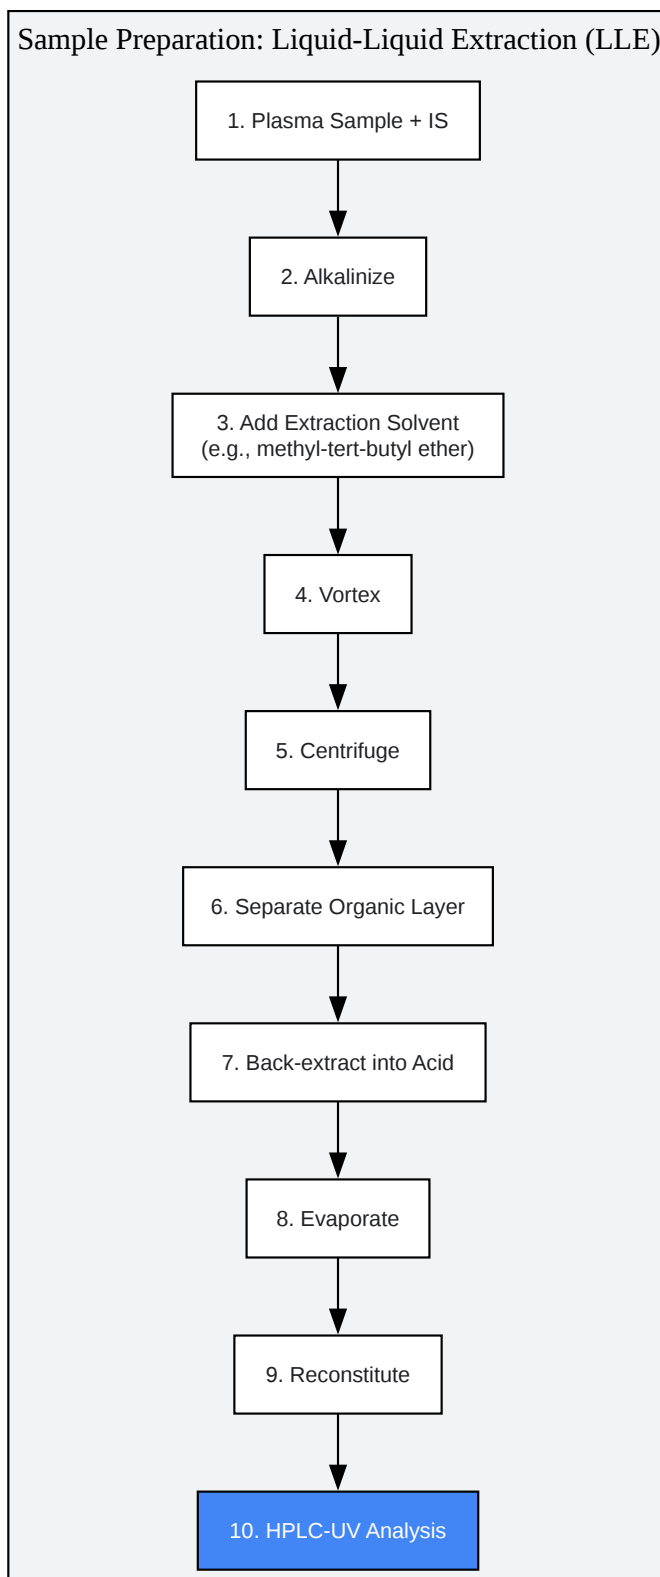 Sample Preparation: Liquid-Liquid Extraction (LLE)
1. Plasma Sample + IS
2. Alkalinize
3. Add Extraction Solvent
(e.g., methyl-tert-butyl ether)
4. Vortex
5. Centrifuge
6. Separate Organic Layer
7. Back-extract into Acid
8. Evaporate
9. Reconstitute
10. HPLC-UV Analysis